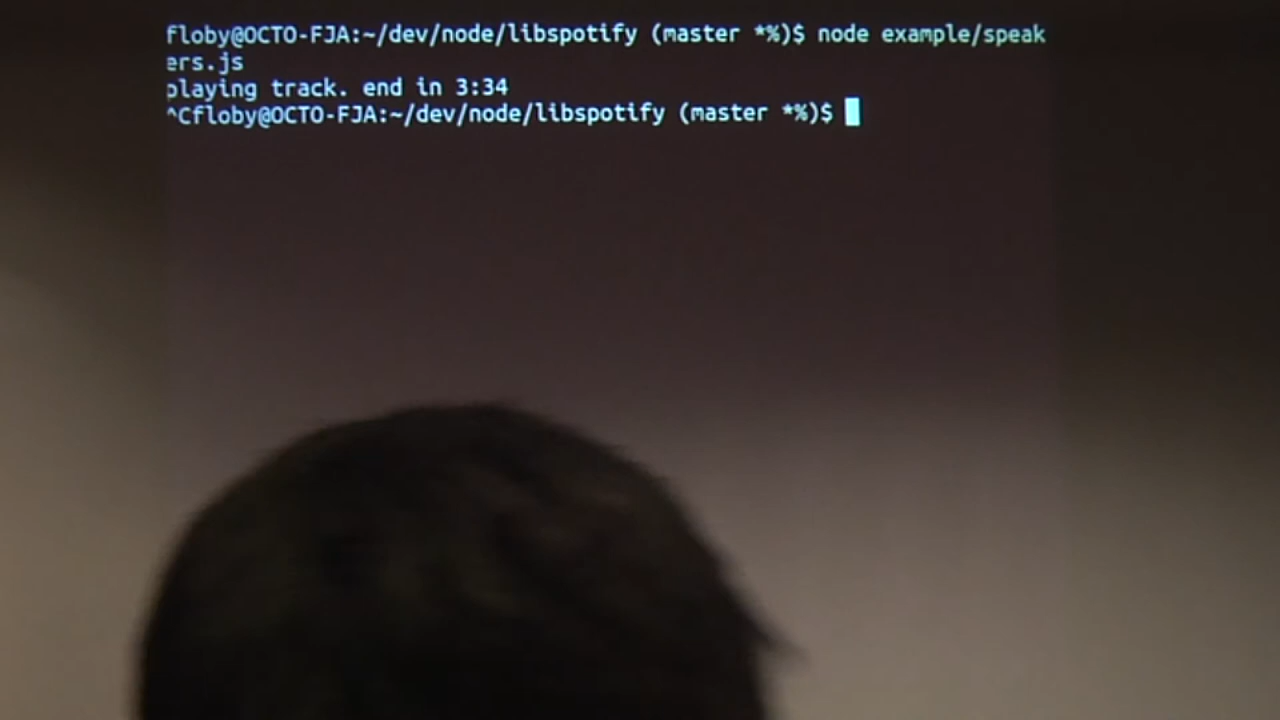 floby@OCTO-FJA:~/dev/node/libspotify (master *%)$ node example/speak
ers.js
playing track. end in 3:34
^Cfloby@OCTO-FJA:~/dev/node/libspotify (master *%)$